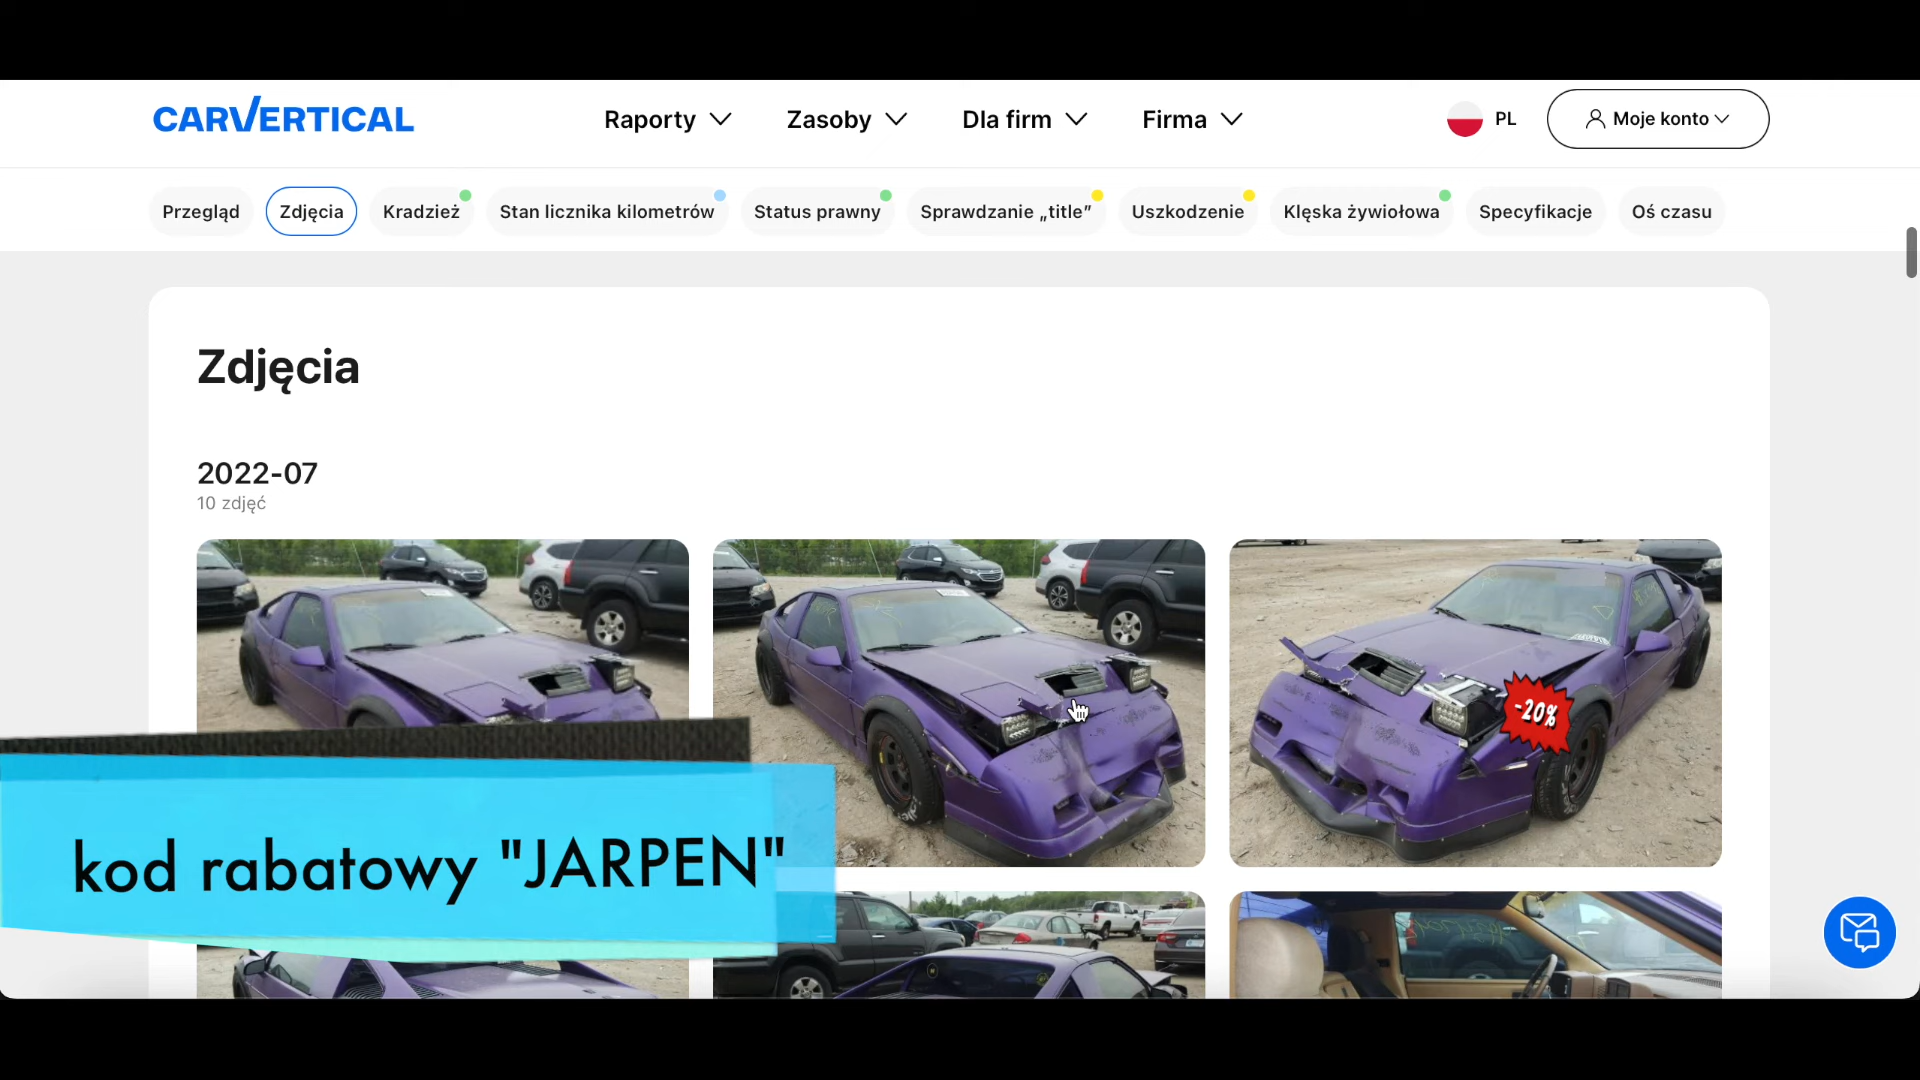 CARVERTICAL
Raporty
Zasoby
Dla firm
Firma
PL
Moje konto
Przegląd
Zdjęcia
Kradzież
Stan licznika kilometrów
Status prawny
Sprawdzanie „title”
Uszkodzenie
Klęska żywiołowa
Specyfikacje
Oś czasu
Zdjęcia
2022-07
10 zdjęć
-20%
kod rabatowy "JARPEN"